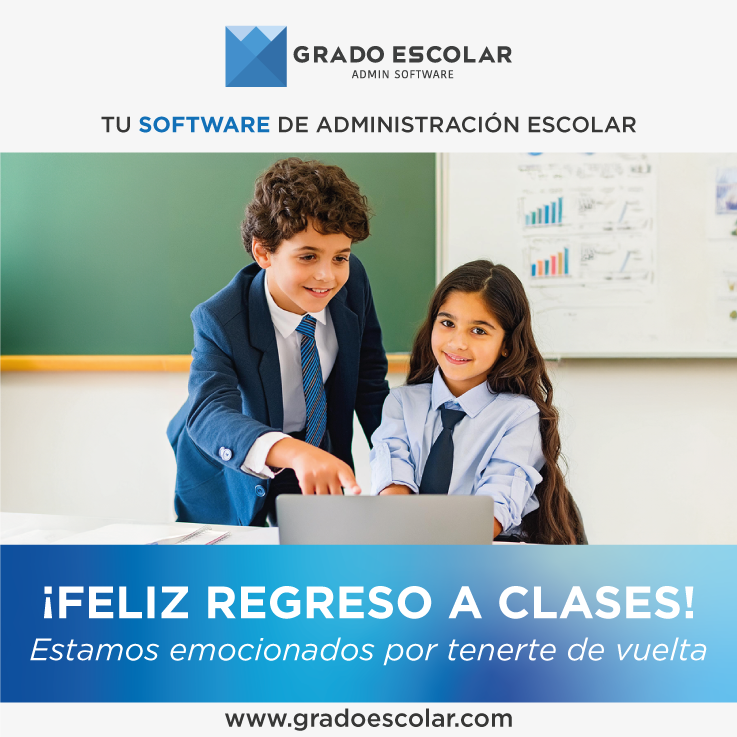 GRADO ESCOLAR
ADMIN SOFTWARE
TU SOFTWARE DE ADMINISTRACIÓN ESCOLAR
¡FELIZ REGRESO A CLASES!
Estamos emocionados por tenerte de vuelta
www.gradoescolar.com